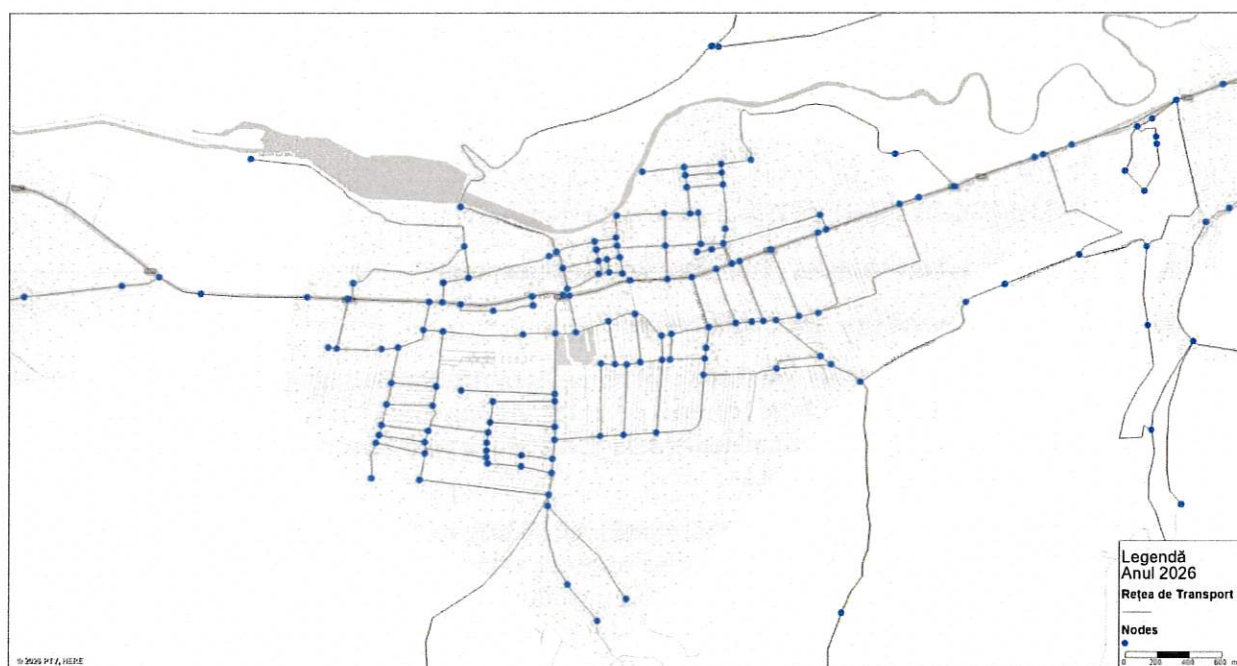 Legendă
Anul 2026
Rețea de Transport
Nodes
0 200 400 600 m
© 2026 PTV, HERE